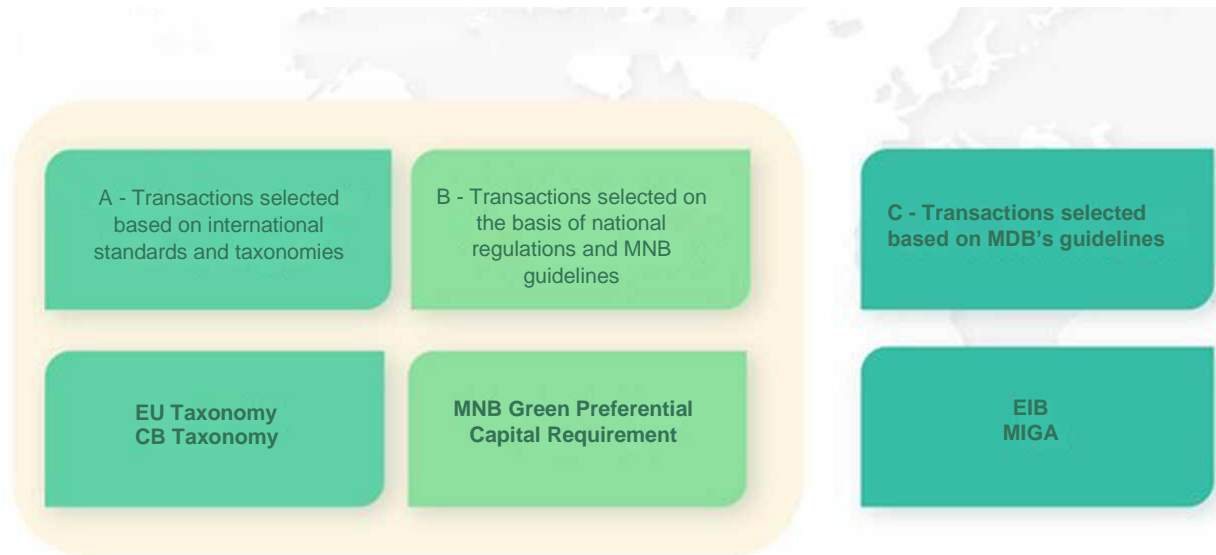 A - Transactions selected
based on international
standards and taxonomies
B - Transactions selected on
the basis of national
regulations and MNB
guidelines
C - Transactions selected
based on MDB's guidelines
EU Taxonomy
CB Taxonomy
MNB Green Preferential
Capital Requirement
EIB
MIGA